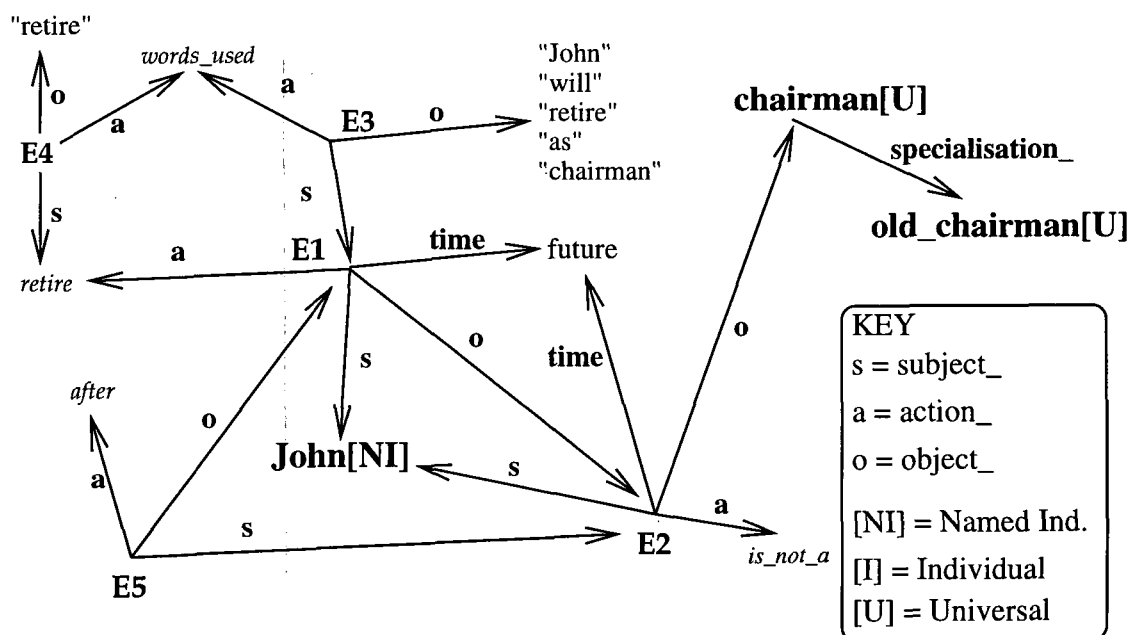 "retire"
words_used
a
o
a
E4
s
E3
o
"John"
"will"
"retire"
"as"
"chairman"
chairman[U]
specialisation_
old_chairman[U]
s
a
E1
time
future
retire
o
time
o
s
after
o
a
John[NI]
s
s
E5
E2
a
is_not_a
KEY
s = subject_
a = action_
o = object_
[NI] = Named Ind.
[I] = Individual
[U] = Universal